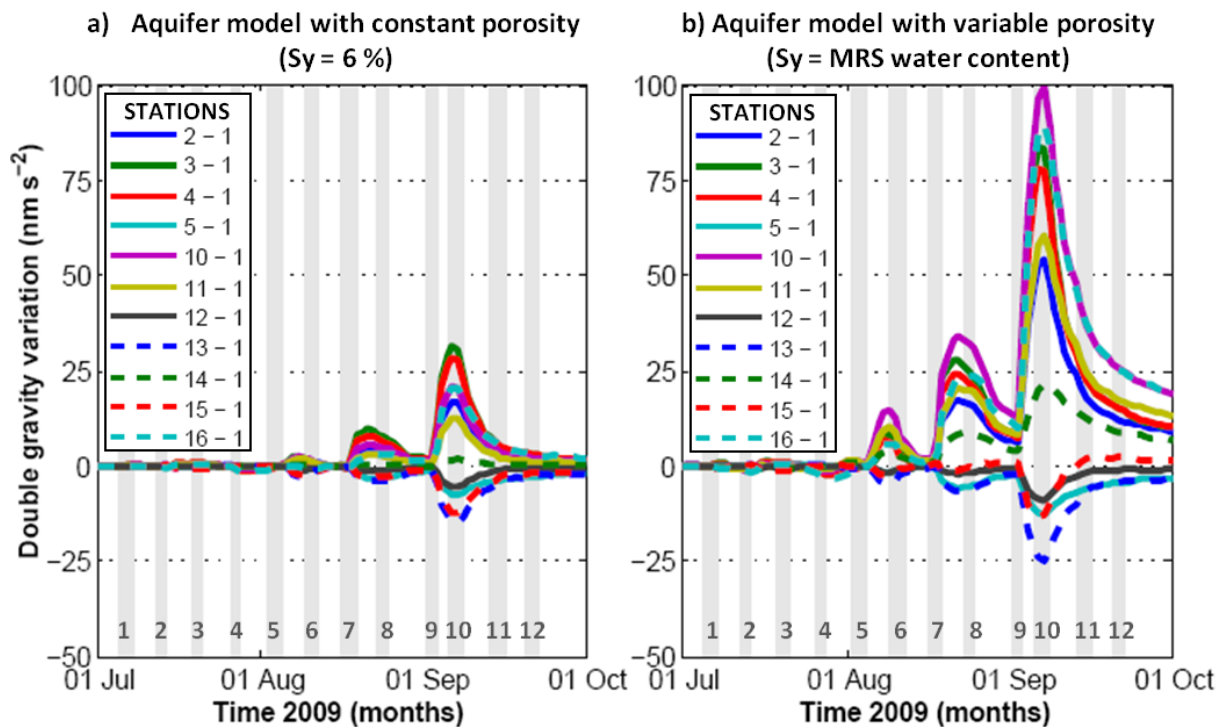 a) Aquifer model with constant porosity
(Sy = 6 %)
b) Aquifer model with variable porosity
(Sy = MRS water content)
Double gravity variation (nm s⁻²)
100
75
50
25
0
−25
−50
STATIONS
2 – 1
3 – 1
4 – 1
5 – 1
10 – 1
11 – 1
12 – 1
13 – 1
14 – 1
15 – 1
16 – 1
1 2 3 4 5 6 7 8 9 10 11 12
01 Jul 01 Aug 01 Sep 01 Oct
Time 2009 (months)
100
75
50
25
0
−25
−50
STATIONS
2 – 1
3 – 1
4 – 1
5 – 1
10 – 1
11 – 1
12 – 1
13 – 1
14 – 1
15 – 1
16 – 1
1 2 3 4 5 6 7 8 9 10 11 12
01 Jul 01 Aug 01 Sep 01 Oct
Time 2009 (months)